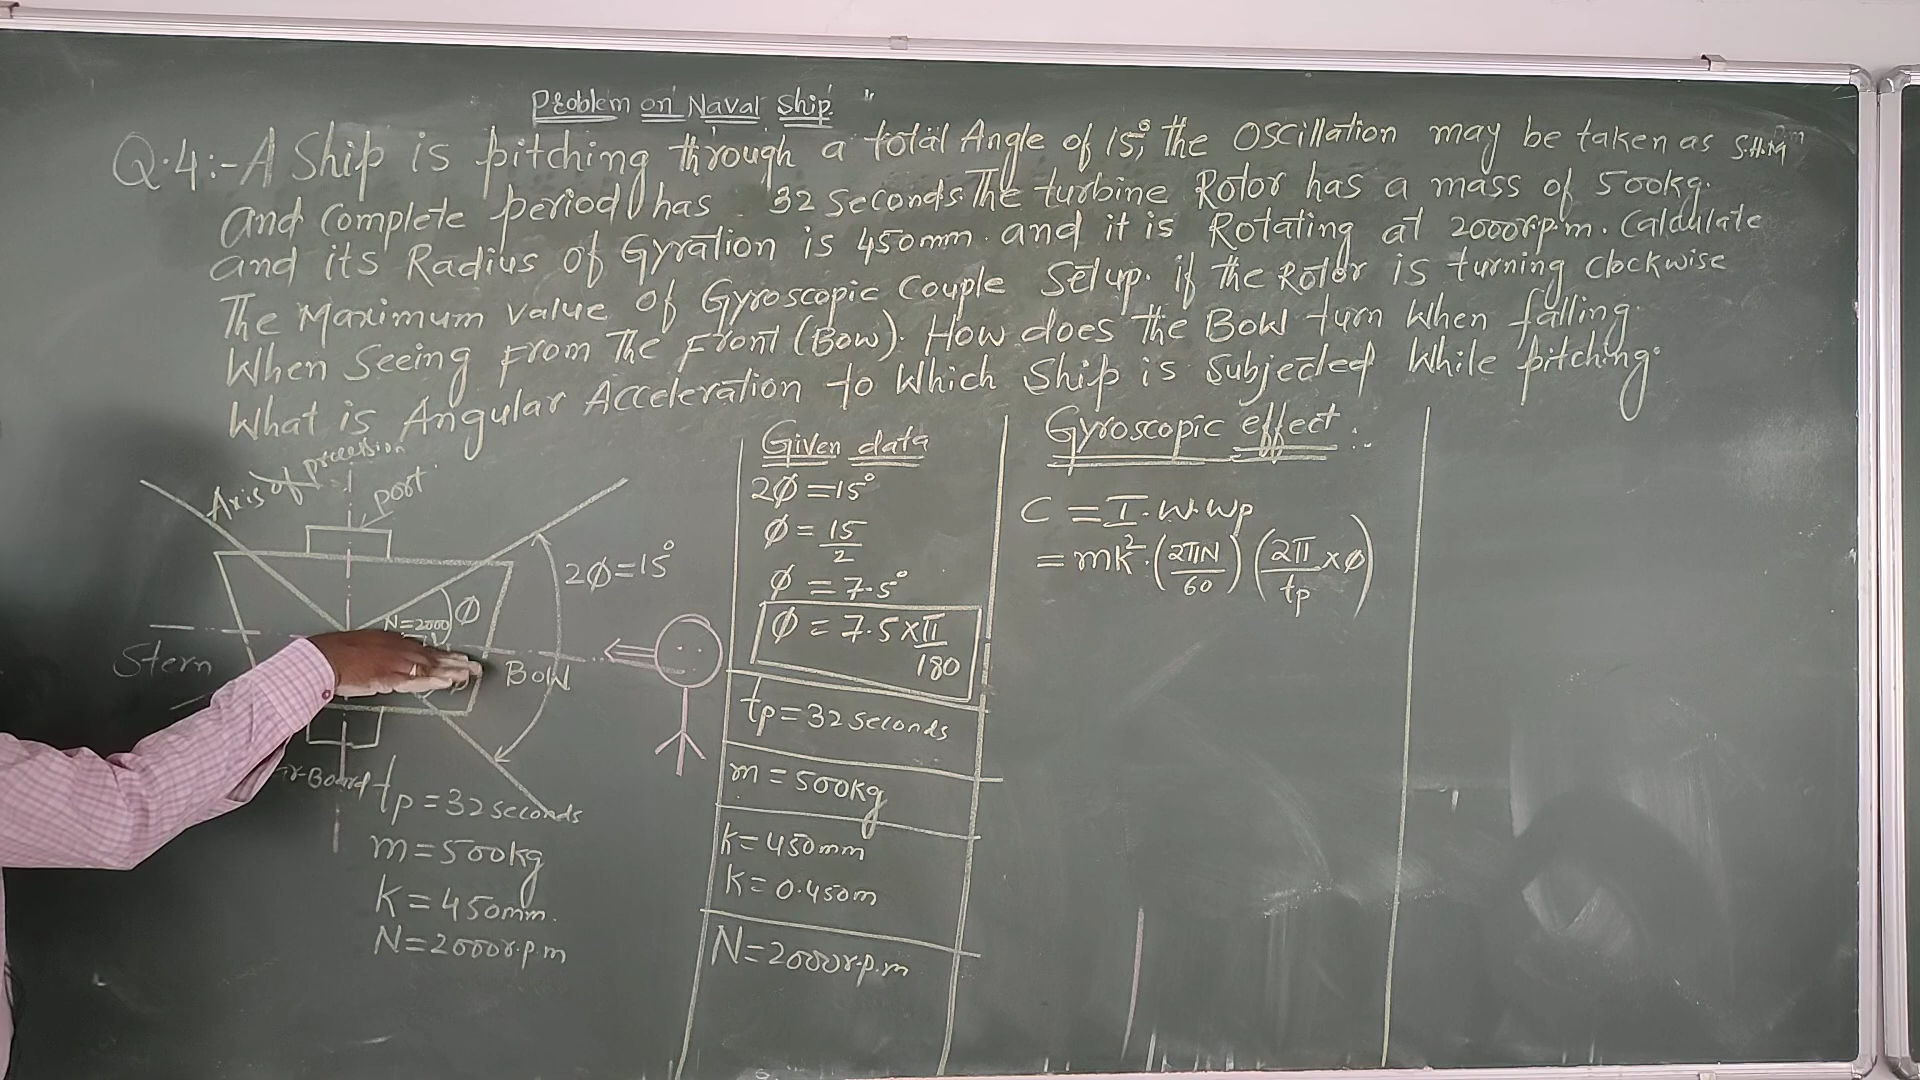 Problem on Naval Ship "
Q.4:- A Ship is pitching through a total Angle of 15°, the Oscillation may be taken as S.H.M
and Complete period has 32 Seconds. The turbine Rotor has a mass of 500kg.
and its Radius of Gyration is 450mm. and it is Rotating at 2000r.p.m. Calculate
The Maximum value of Gyroscopic Couple Setup. if the Rotor is turning Clockwise
When Seeing From The Front (Bow). How does the Bow turn When falling.
What is Angular Acceleration to Which Ship is Subjected While pitching.
Axis of precession
port
2Ø=15°
Ø
N=2000
Stern
Bow
Board
tp=32 seconds
m=500kg
K=450mm.
N=2000r.p.m
Given data
2Ø=15°
Ø = 15/2
Ø = 7.5°
Ø = 7.5×π/180
tp=32 seconds
m=500kg
K=450mm
K=0.450m
N=2000r.p.m
Gyroscopic effect :
C = I.W.Wp
= mk².(2πN/60)(2π/tp×Ø)